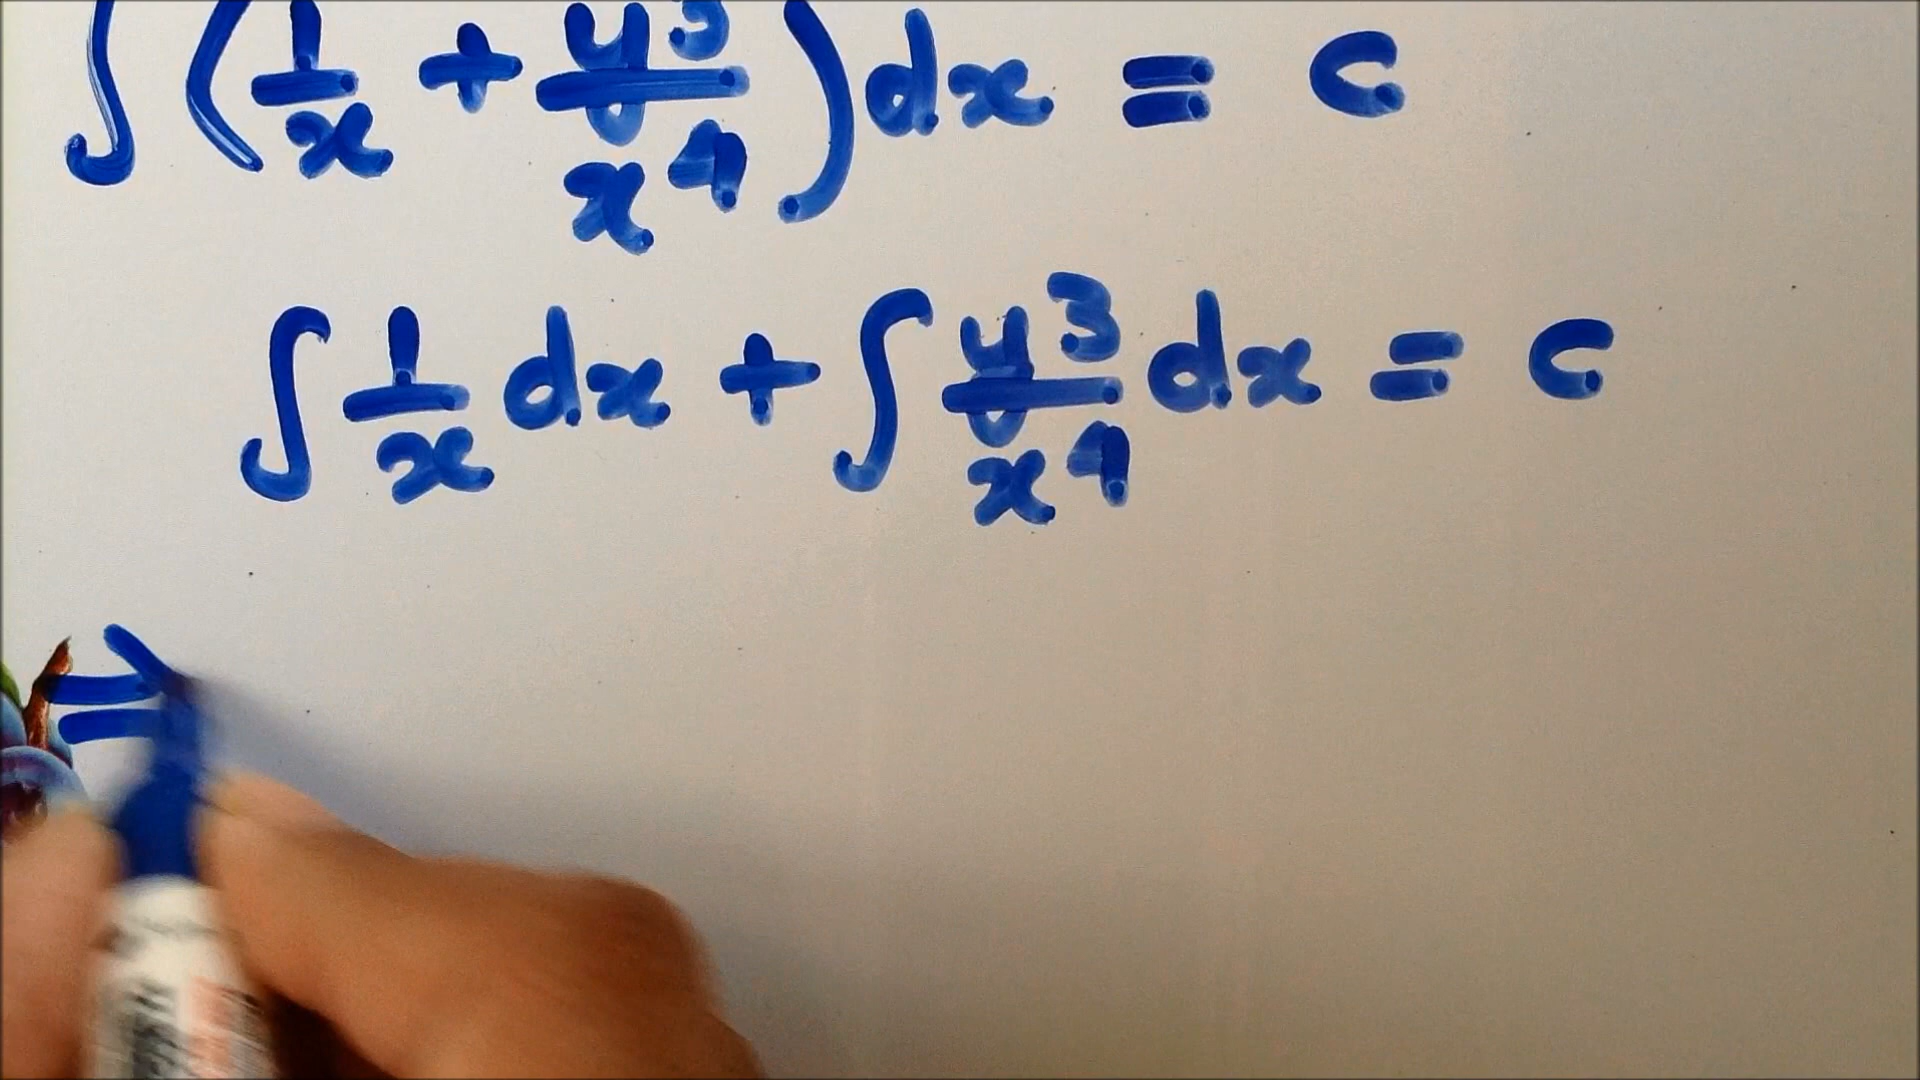 ∫(1/x + y³/x⁴)dx = c
∫1/x dx + ∫y³/x⁴ dx = c
⇒